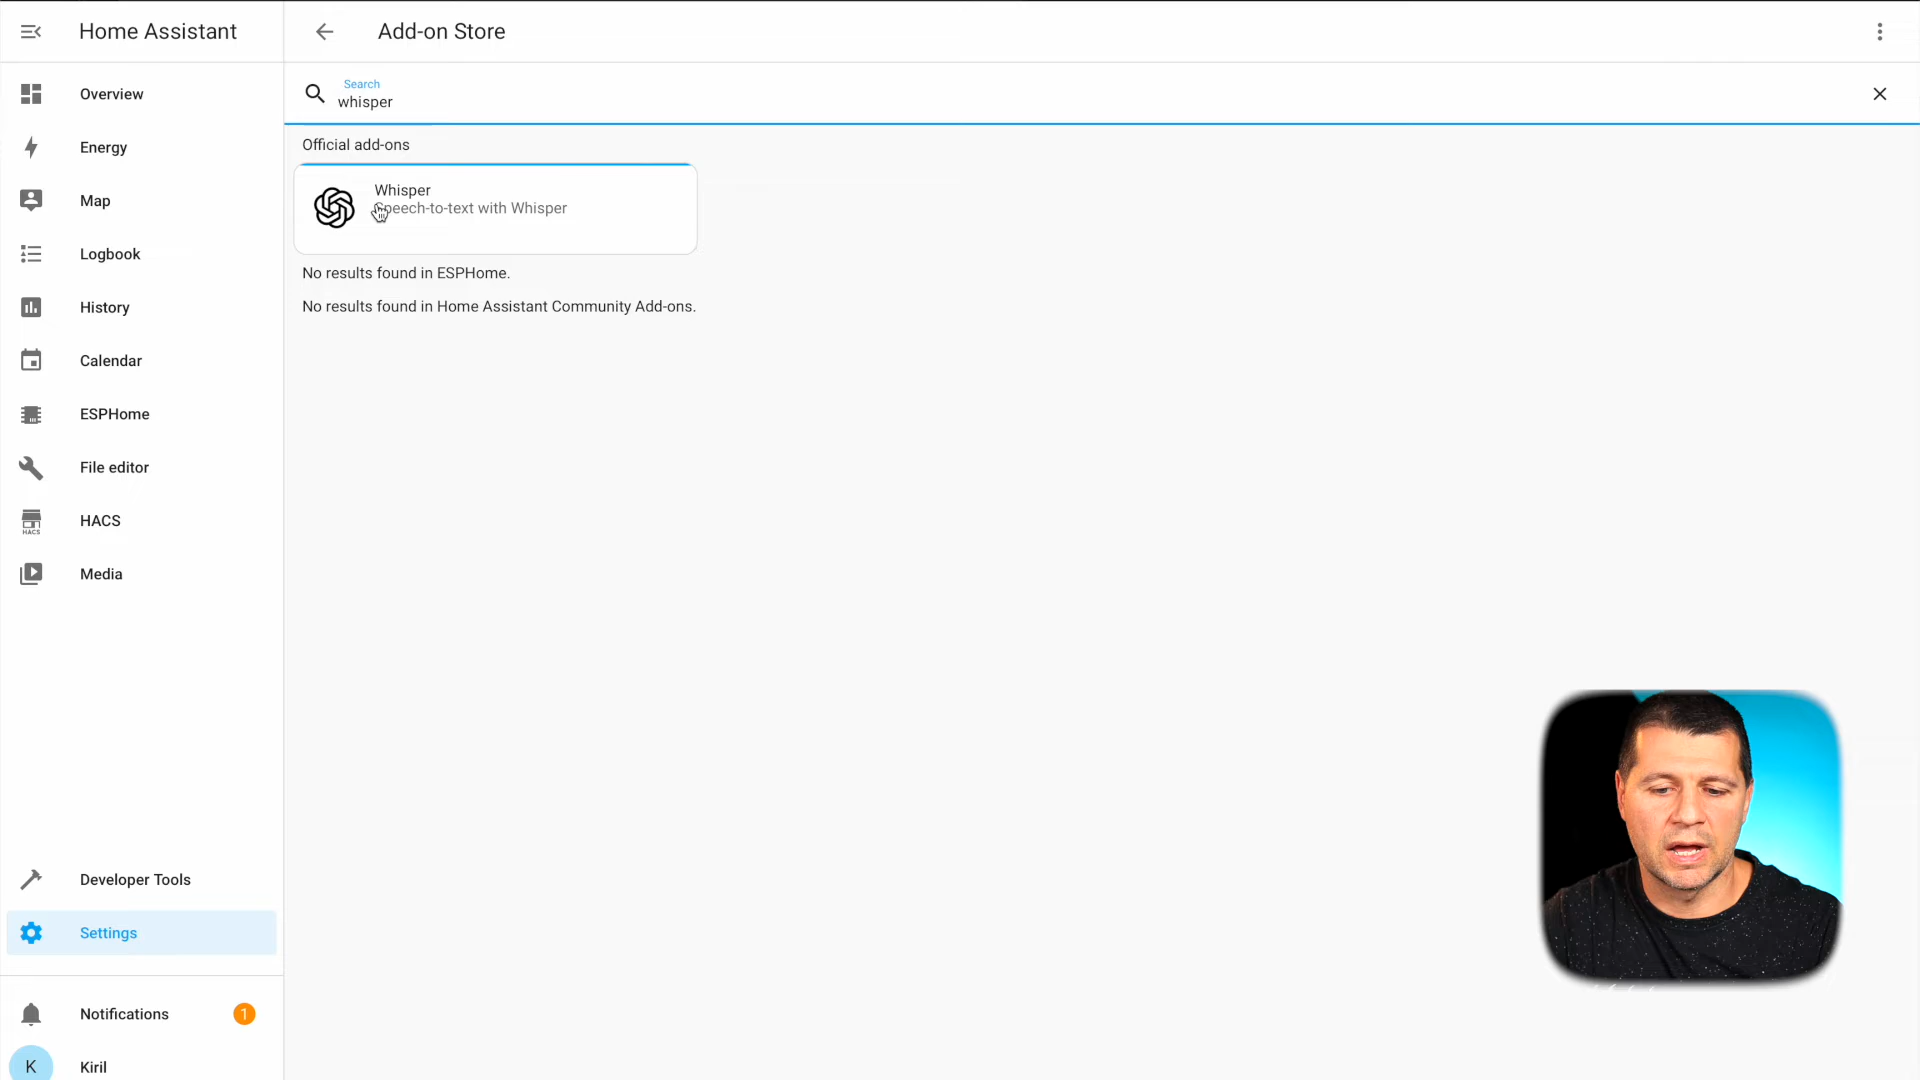 Home Assistant
Add-on Store
Overview
Energy
Map
Logbook
History
Calendar
ESPHome
File editor
HACS
HACS
Media
Developer Tools
Settings
Notifications
1
K
Kiril
Search
whisper
Official add-ons
Whisper
Speech-to-text with Whisper
No results found in ESPHome.
No results found in Home Assistant Community Add-ons.